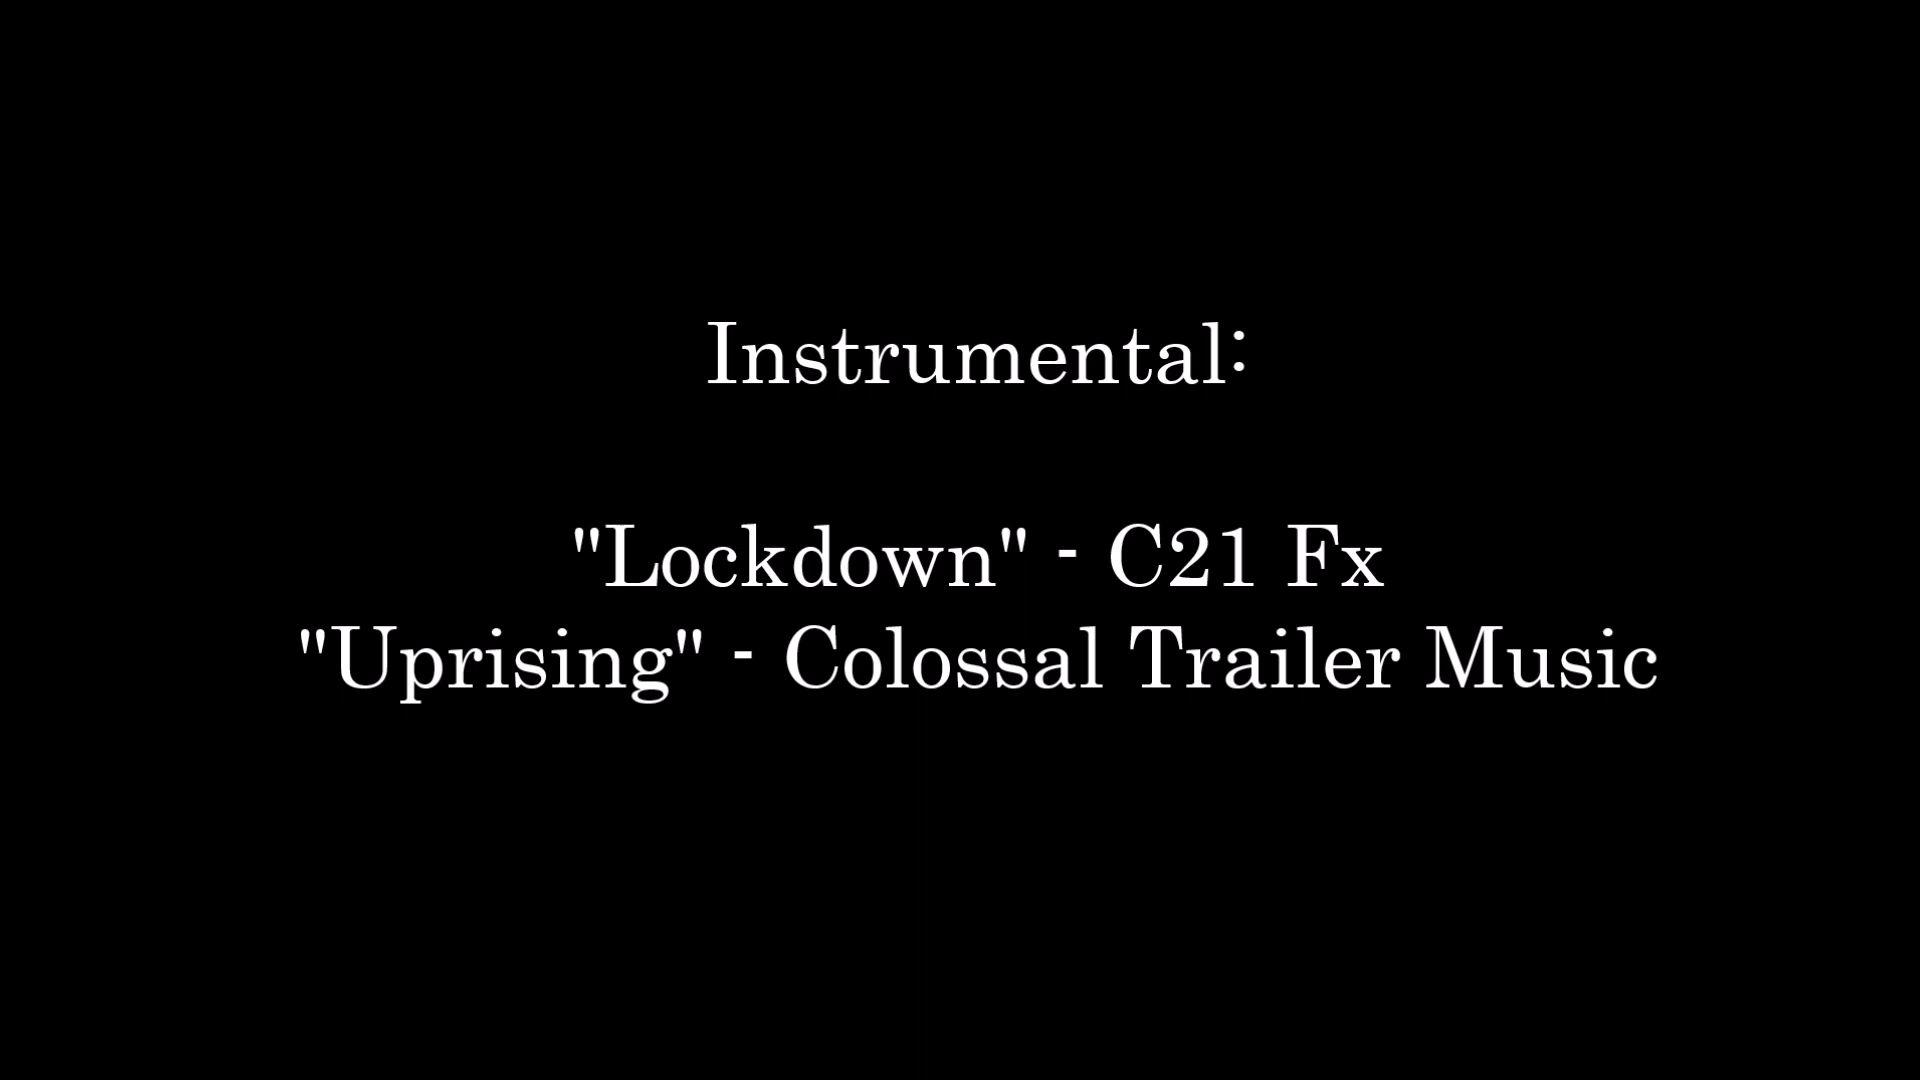 Instrumental:
"Lockdown" - C21 Fx
"Uprising" - Colossal Trailer Music